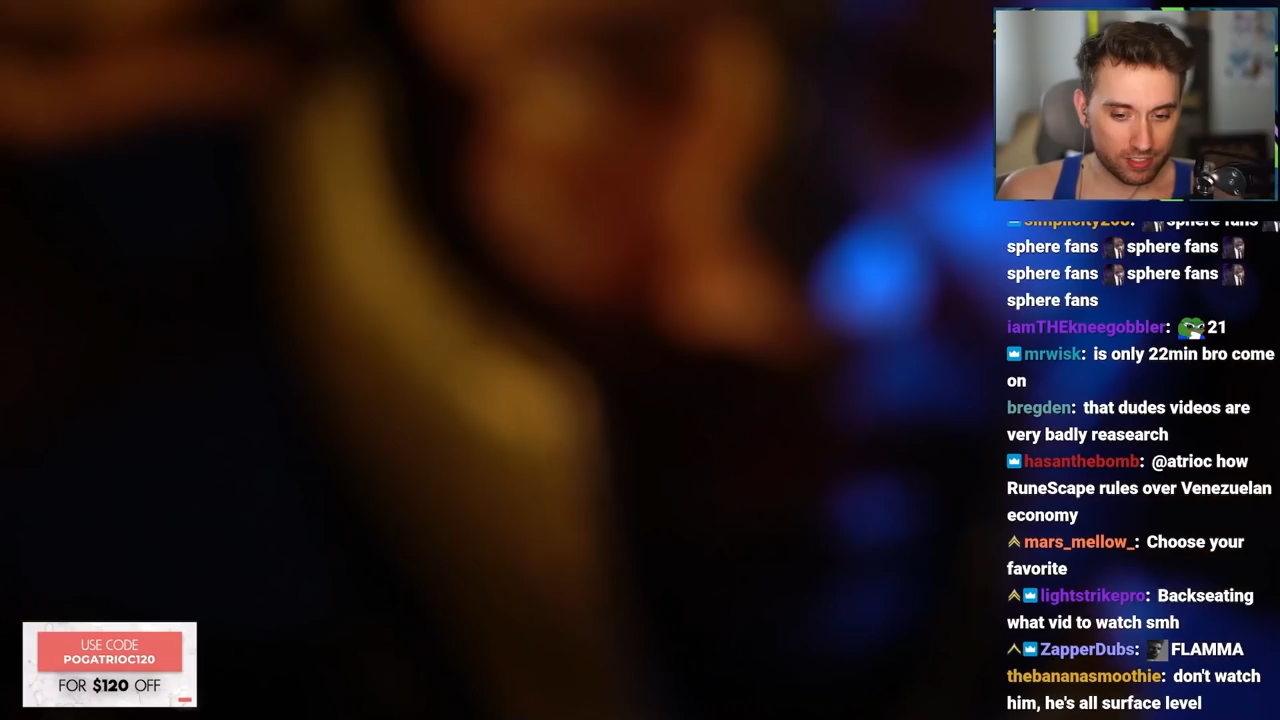 simplicity206: sphere fans
sphere fans sphere fans
sphere fans sphere fans
sphere fans
iamTHEkneegobbler: 21
mrwisk: is only 22min bro come
on
bregden: that dudes videos are
very badly reasearch
hasanthebomb: @atrioc how
RuneScape rules over Venezuelan
economy
mars_mellow_: Choose your
favorite
lightstrikepro: Backseating
what vid to watch smh
ZapperDubs: FLAMMA
thebananasmoothie: don't watch
him, he's all surface level
USE CODE
POGATRIOC120
FOR $120 OFF